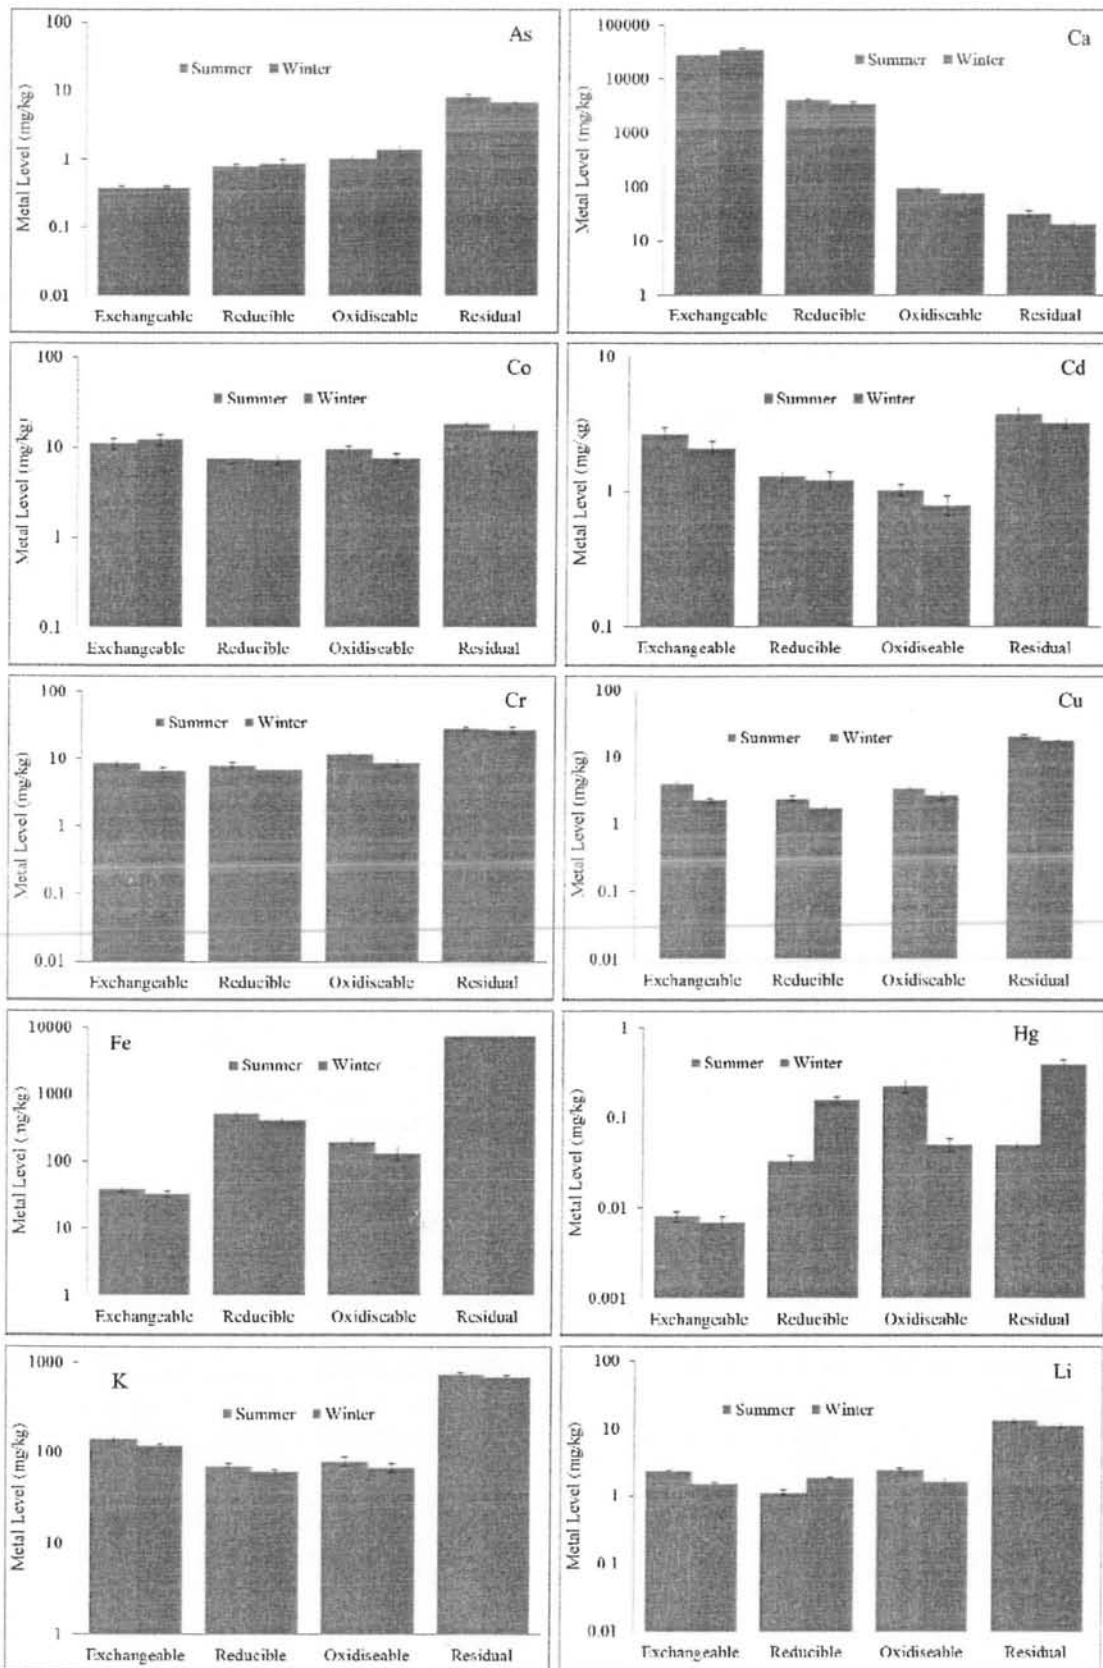 As
Summer Winter
Metal Level (mg/kg)
100
10
1
0.1
0.01
Exchangeable Reducible Oxidiseable Residual
Ca
Summer Winter
Metal Level (mg/kg)
100000
10000
1000
100
10
1
Exchangeable Reducible Oxidiseable Residual
Co
Summer Winter
Metal Level (mg/kg)
100
10
1
0.1
Exchangeable Reducible Oxidiseable Residual
Cd
Summer Winter
Metal Level (mg/kg)
10
1
0.1
Exchangeable Reducible Oxidiseable Residual
Cr
Summer Winter
Metal Level (mg/kg)
100
10
1
0.1
0.01
Exchangeable Reducible Oxidiseable Residual
Cu
Summer Winter
Metal Level (mg/kg)
100
10
1
0.1
0.01
Exchangeable Reducible Oxidiseable Residual
Fe
Summer Winter
Metal Level (mg/kg)
10000
1000
100
10
1
Exchangeable Reducible Oxidiseable Residual
Hg
Summer Winter
Metal Level (mg/kg)
1
0.1
0.01
0.001
Exchangeable Reducible Oxidiseable Residual
K
Summer Winter
Metal Level (mg/kg)
1000
100
10
1
Exchangeable Reducible Oxidiseable Residual
Li
Summer Winter
Metal Level (mg/kg)
100
10
1
0.1
0.01
Exchangeable Reducible Oxidiseable Residual